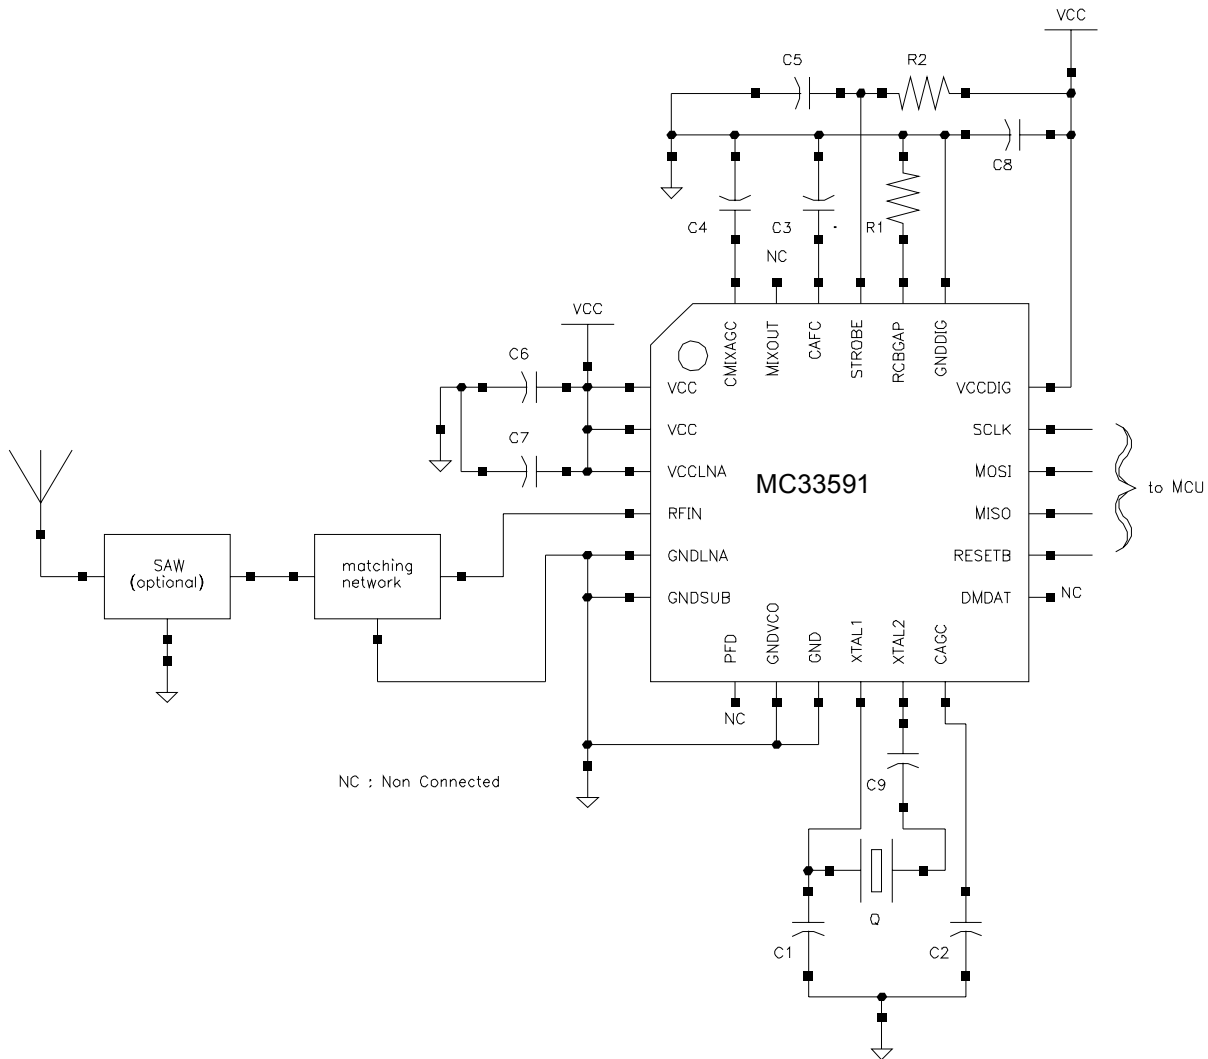 VCC
C5
R2
C8
C4
C3
R1
NC
VCC
C6
C7
CMIXAGC
MIXOUT
CAFC
STROBE
RCBGAP
GNDDIG
VCC
VCC
VCCLNA
RFIN
GNDLNA
GNDSUB
VCCDIG
SCLK
MOSI
MISO
RESETB
DMDAT
MC33591
to MCU
NC
SAW
(optional)
matching
network
PFD
GNDVCO
GND
XTAL1
XTAL2
CAGC
NC
NC : Non Connected
C9
Q
C1
C2